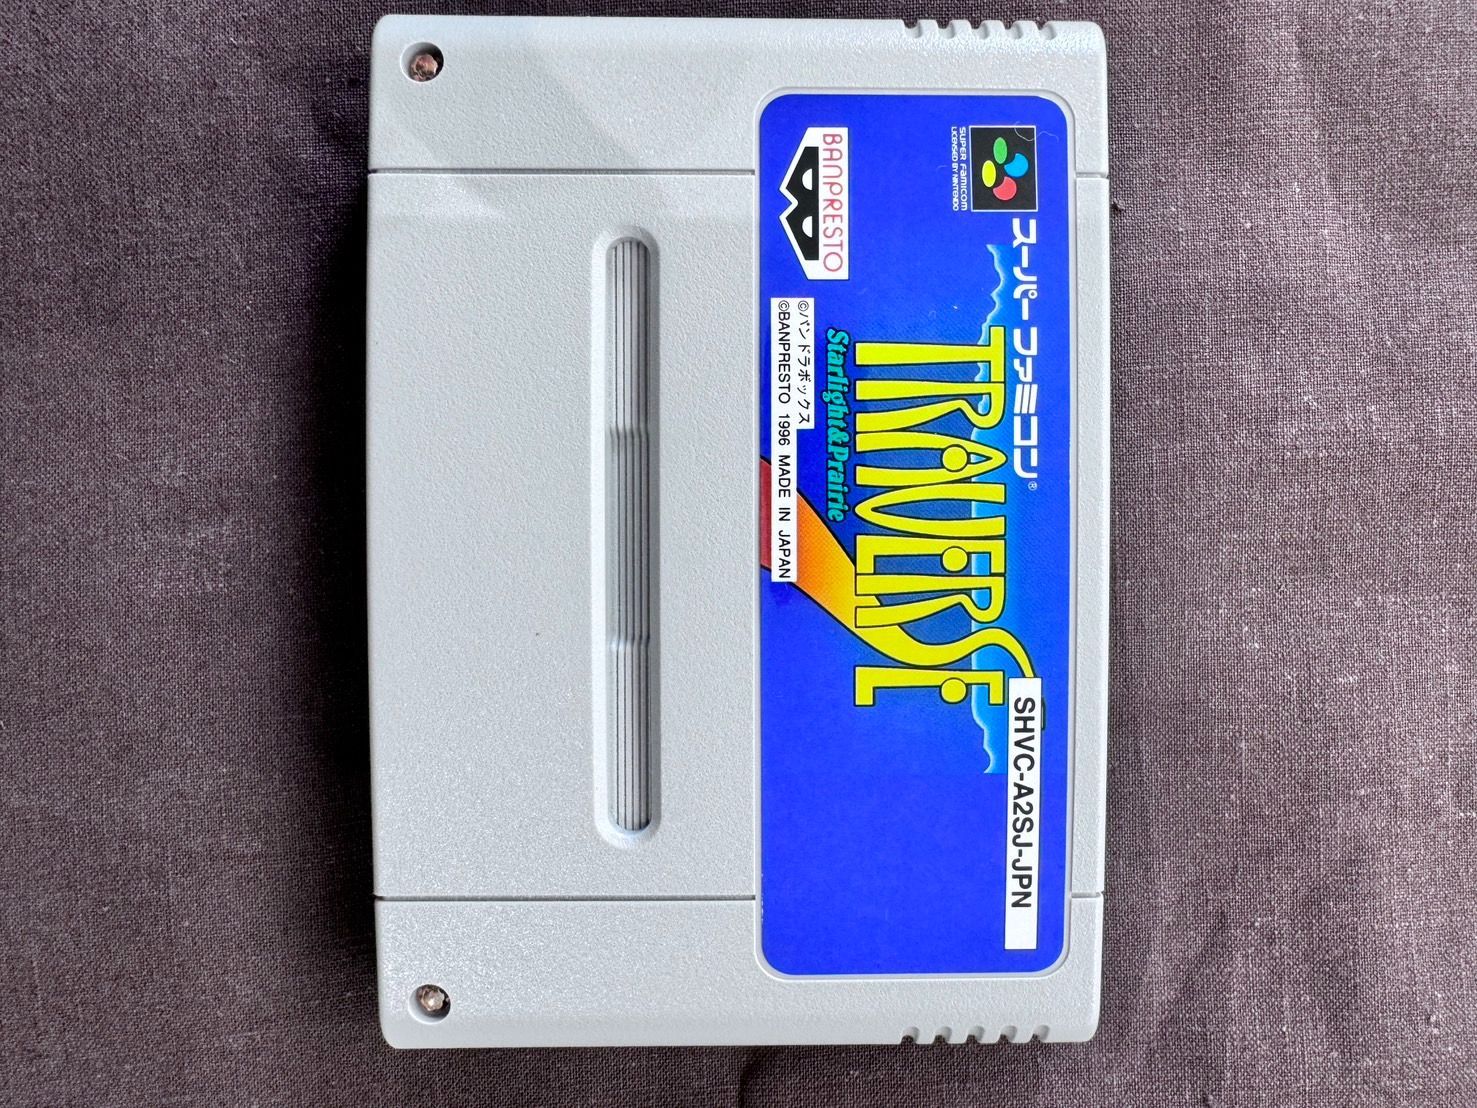 スーパーファミコン®
SUPER FAMICOM
LICENSED BY NINTENDO
SHVC-A2SJ-JPN
TRAVERSE
Starlight&Prairie
BANPRESTO
©パンドラボックス
©BANPRESTO 1996 MADE IN JAPAN